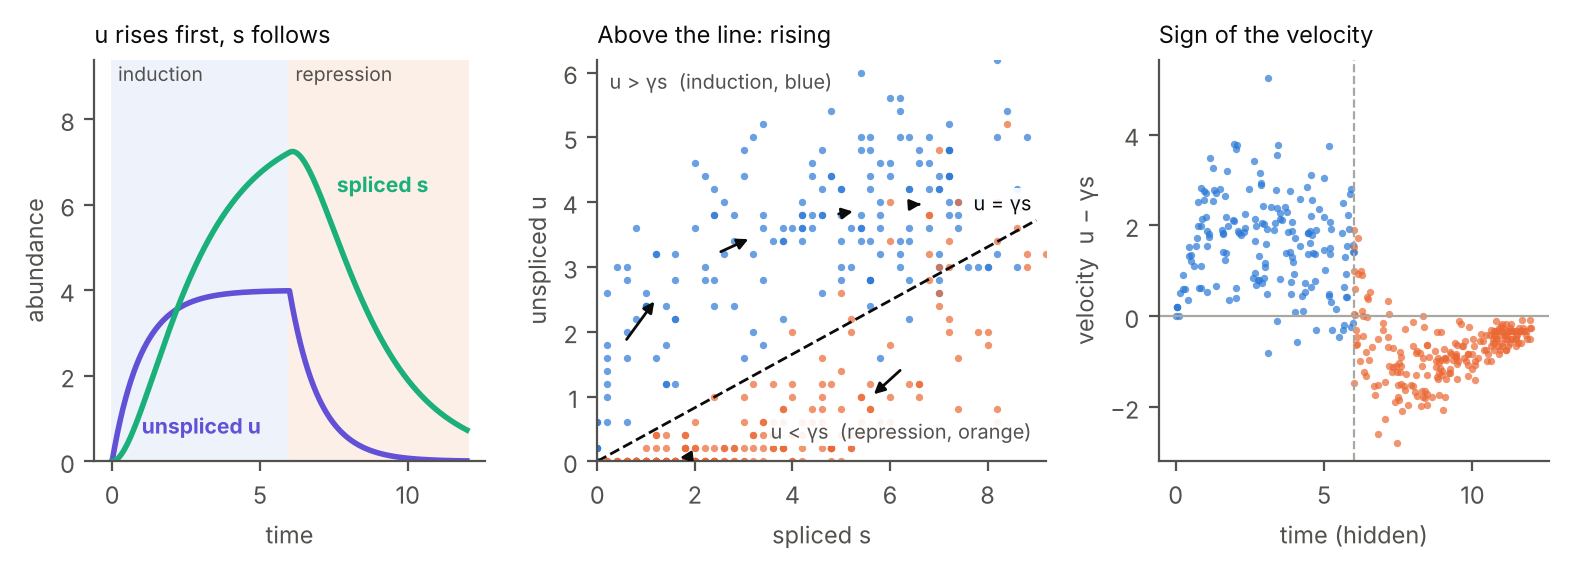 u rises first, s follows
induction
repression
spliced s
unspliced u
abundance
8
6
4
2
0
0
5
10
time
Above the line: rising
u > γs (induction, blue)
u = γs
u < γs (repression, orange)
unspliced u
6
5
4
3
2
1
0
0
2
4
6
8
spliced s
Sign of the velocity
velocity u − γs
4
2
0
−2
0
5
10
time (hidden)